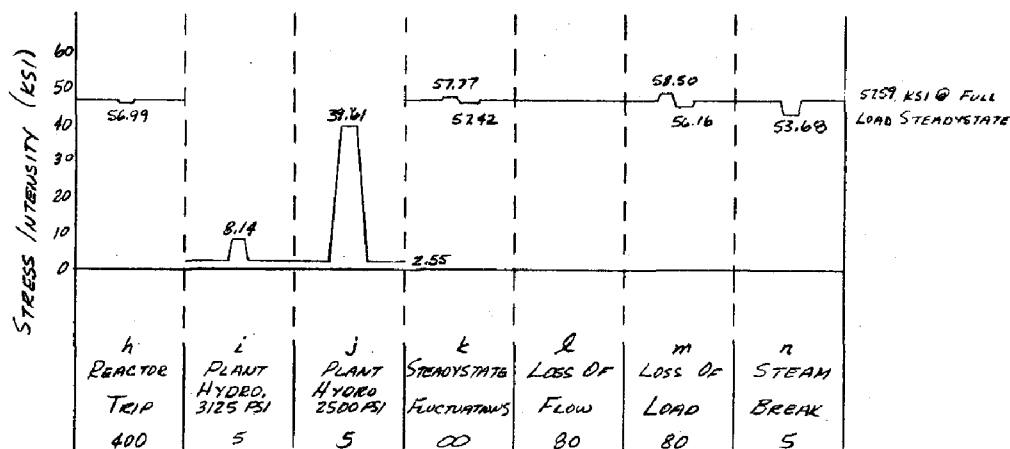 STRESS INTENSITY (KSI)
60
50
40
30
20
10
0
56.99
8.14
39.61
2.55
57.77
57.42
58.50
56.16
53.68
57.59 KSI @ FULL
LOAD STEADYSTATE
h
REACTOR
TRIP
400
i
PLANT
HYDRO.
3125 PSI
5
j
PLANT
HYDRO
2500 PSI
5
k
STEADYSTATE
FLUCTUATIONS
∞
l
LOSS OF
FLOW
80
m
LOSS OF
LOAD
80
n
STEAM
BREAK
5